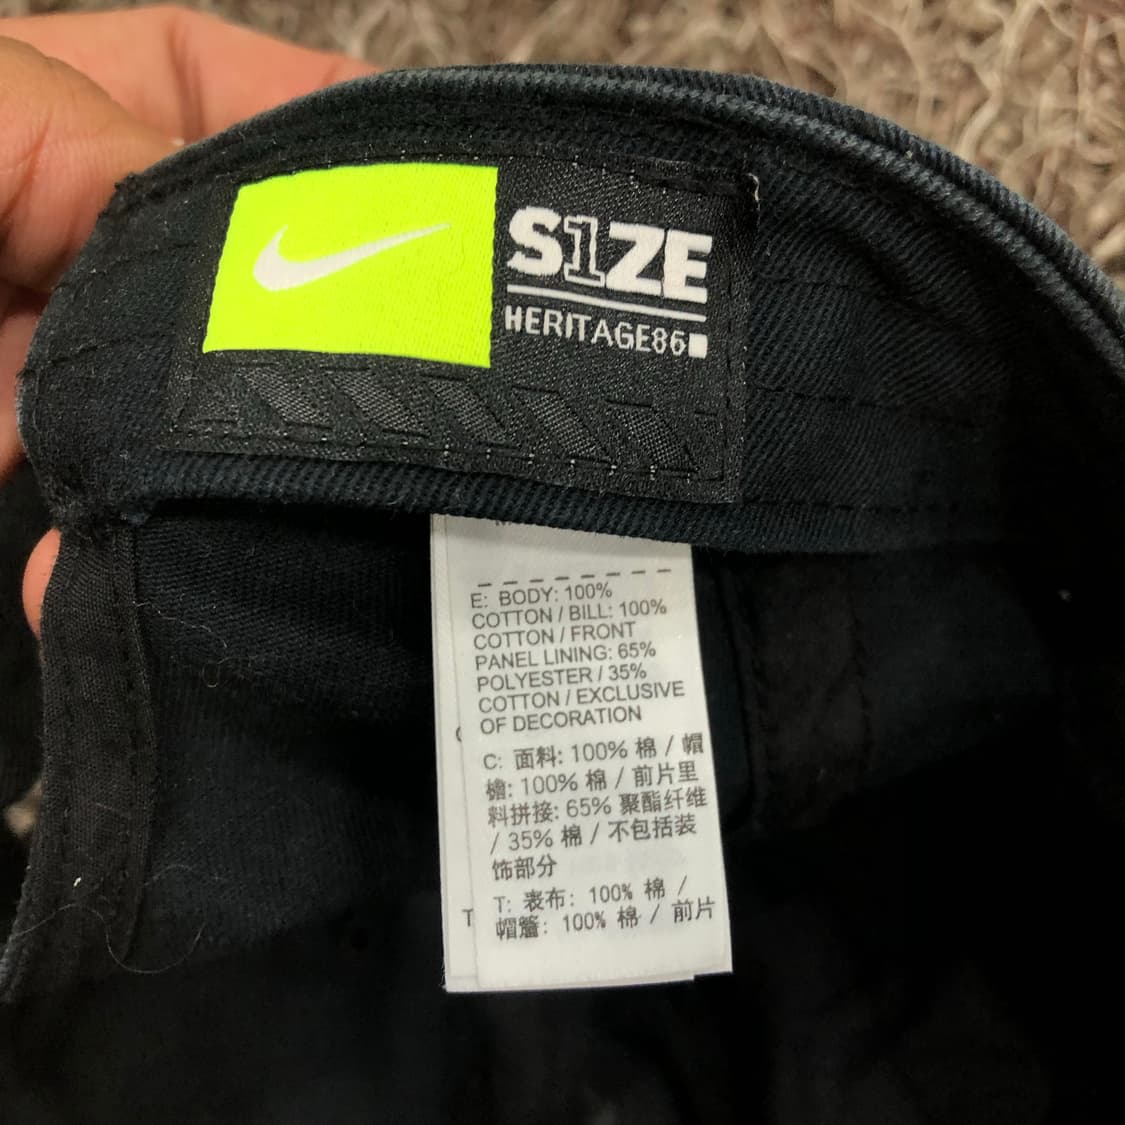 S1ZE
HERITAGE86
E: BODY: 100%
COTTON / BILL: 100%
COTTON / FRONT
PANEL LINING: 65%
POLYESTER / 35%
COTTON / EXCLUSIVE
OF DECORATION
C: 面料: 100% 棉 / 帽
檐: 100% 棉 / 前片里
料拼接: 65% 聚酯纤维
/ 35% 棉 / 不包括装
饰部分
T: 表布: 100% 棉 /
帽簷: 100% 棉 / 前片
T